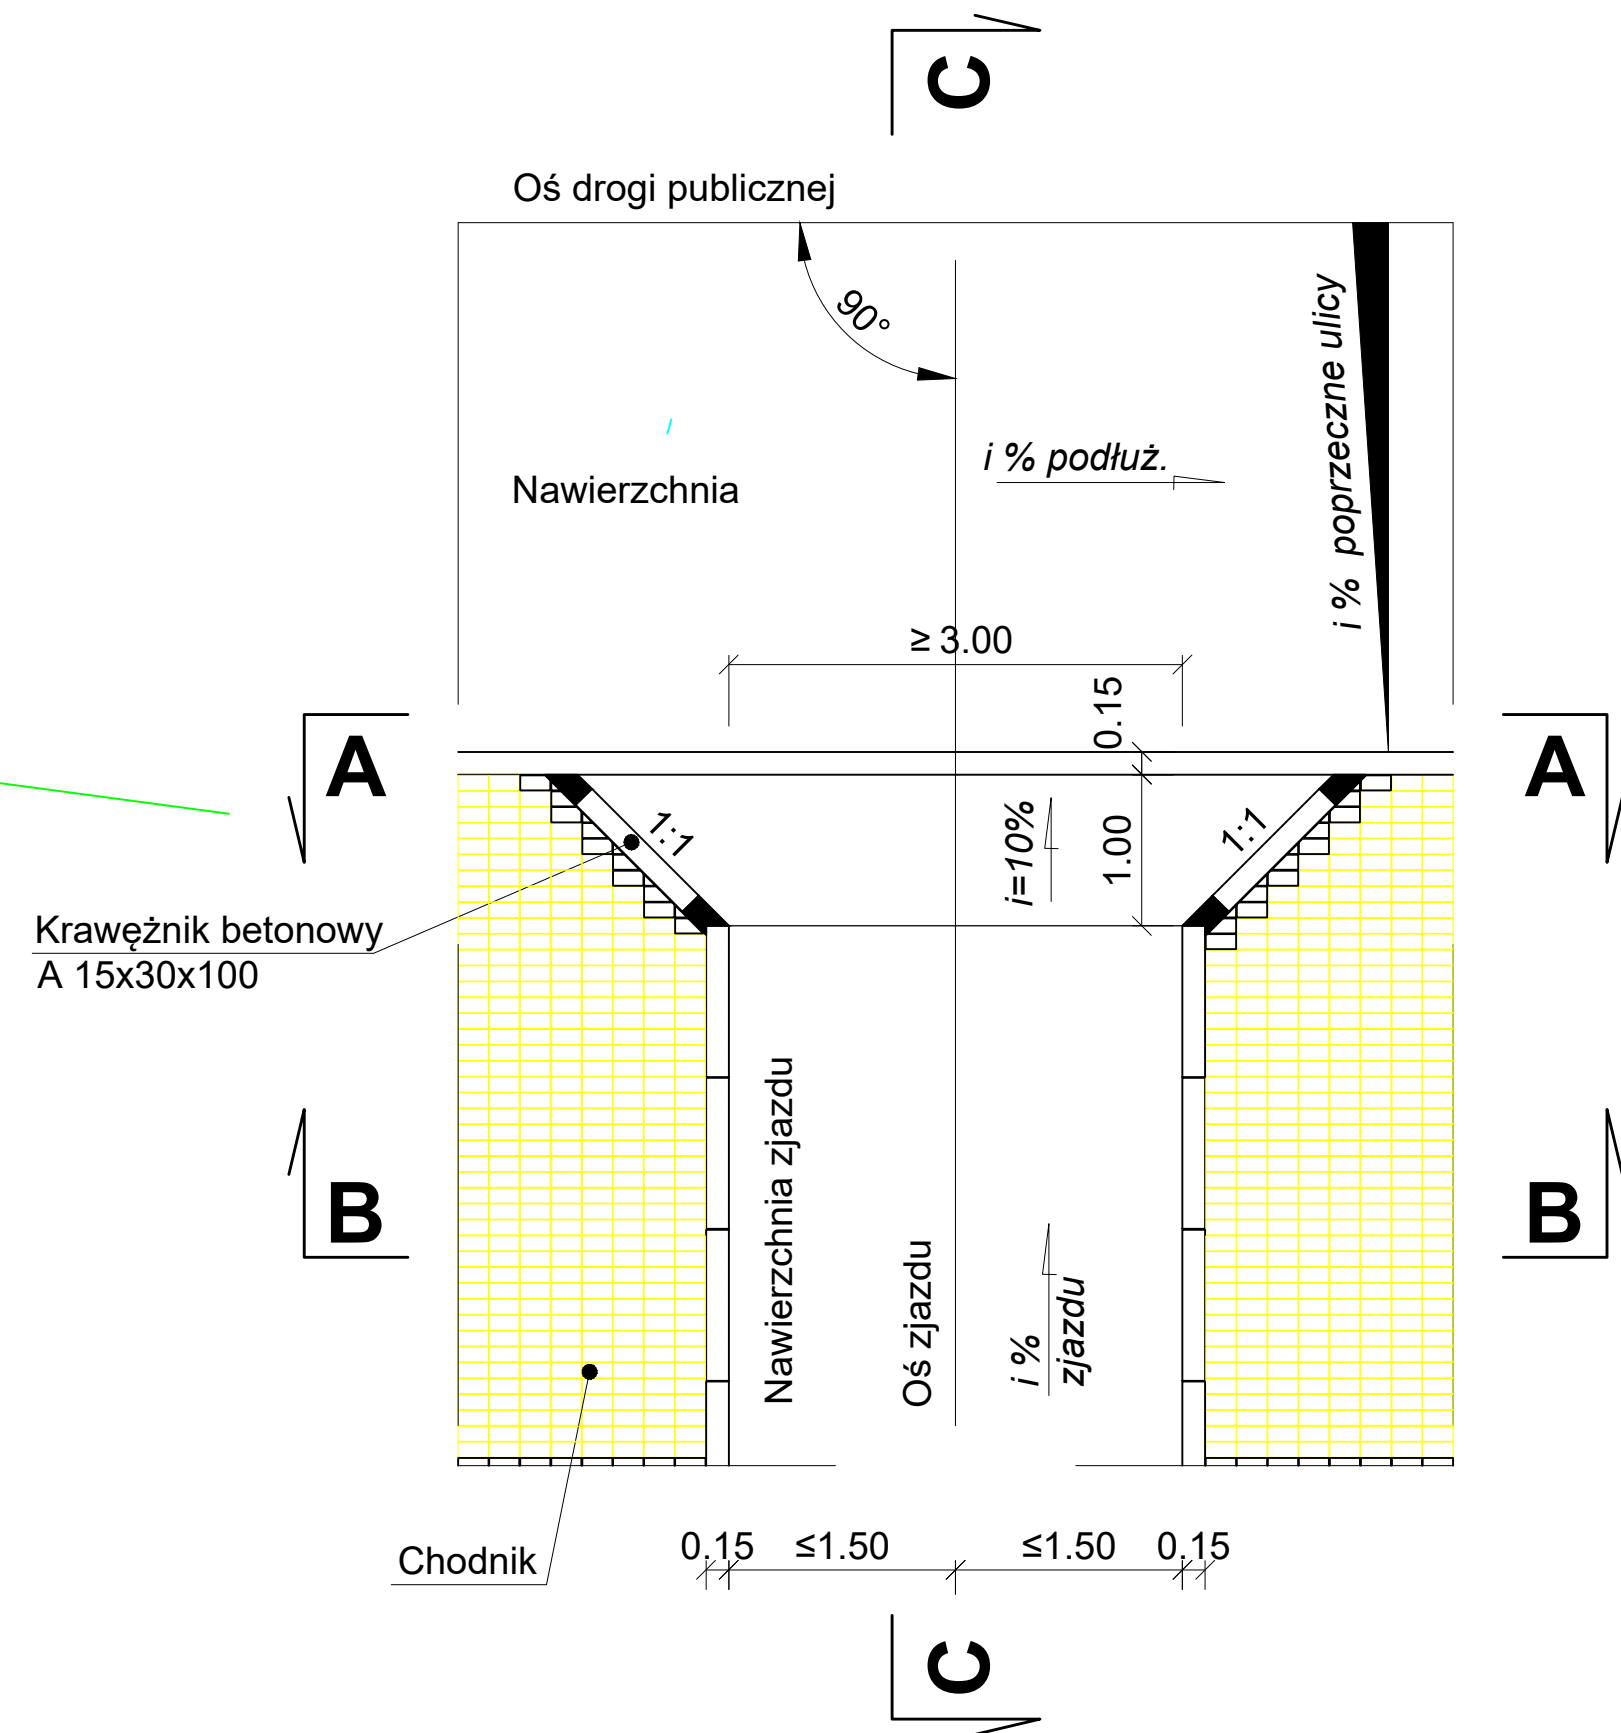 C
Oś drogi publicznej
90°
i % poprzeczne ulicy
i % podłuż.
Nawierzchnia
≥ 3.00
0.15
A
A
1:1
1:1
i=10%
1.00
Krawężnik betonowy
A 15x30x100
Nawierzchnia zjazdu
Oś zjazdu
i %
zjazdu
B
B
Chodnik
0.15
≤1.50
≤1.50
0.15
C